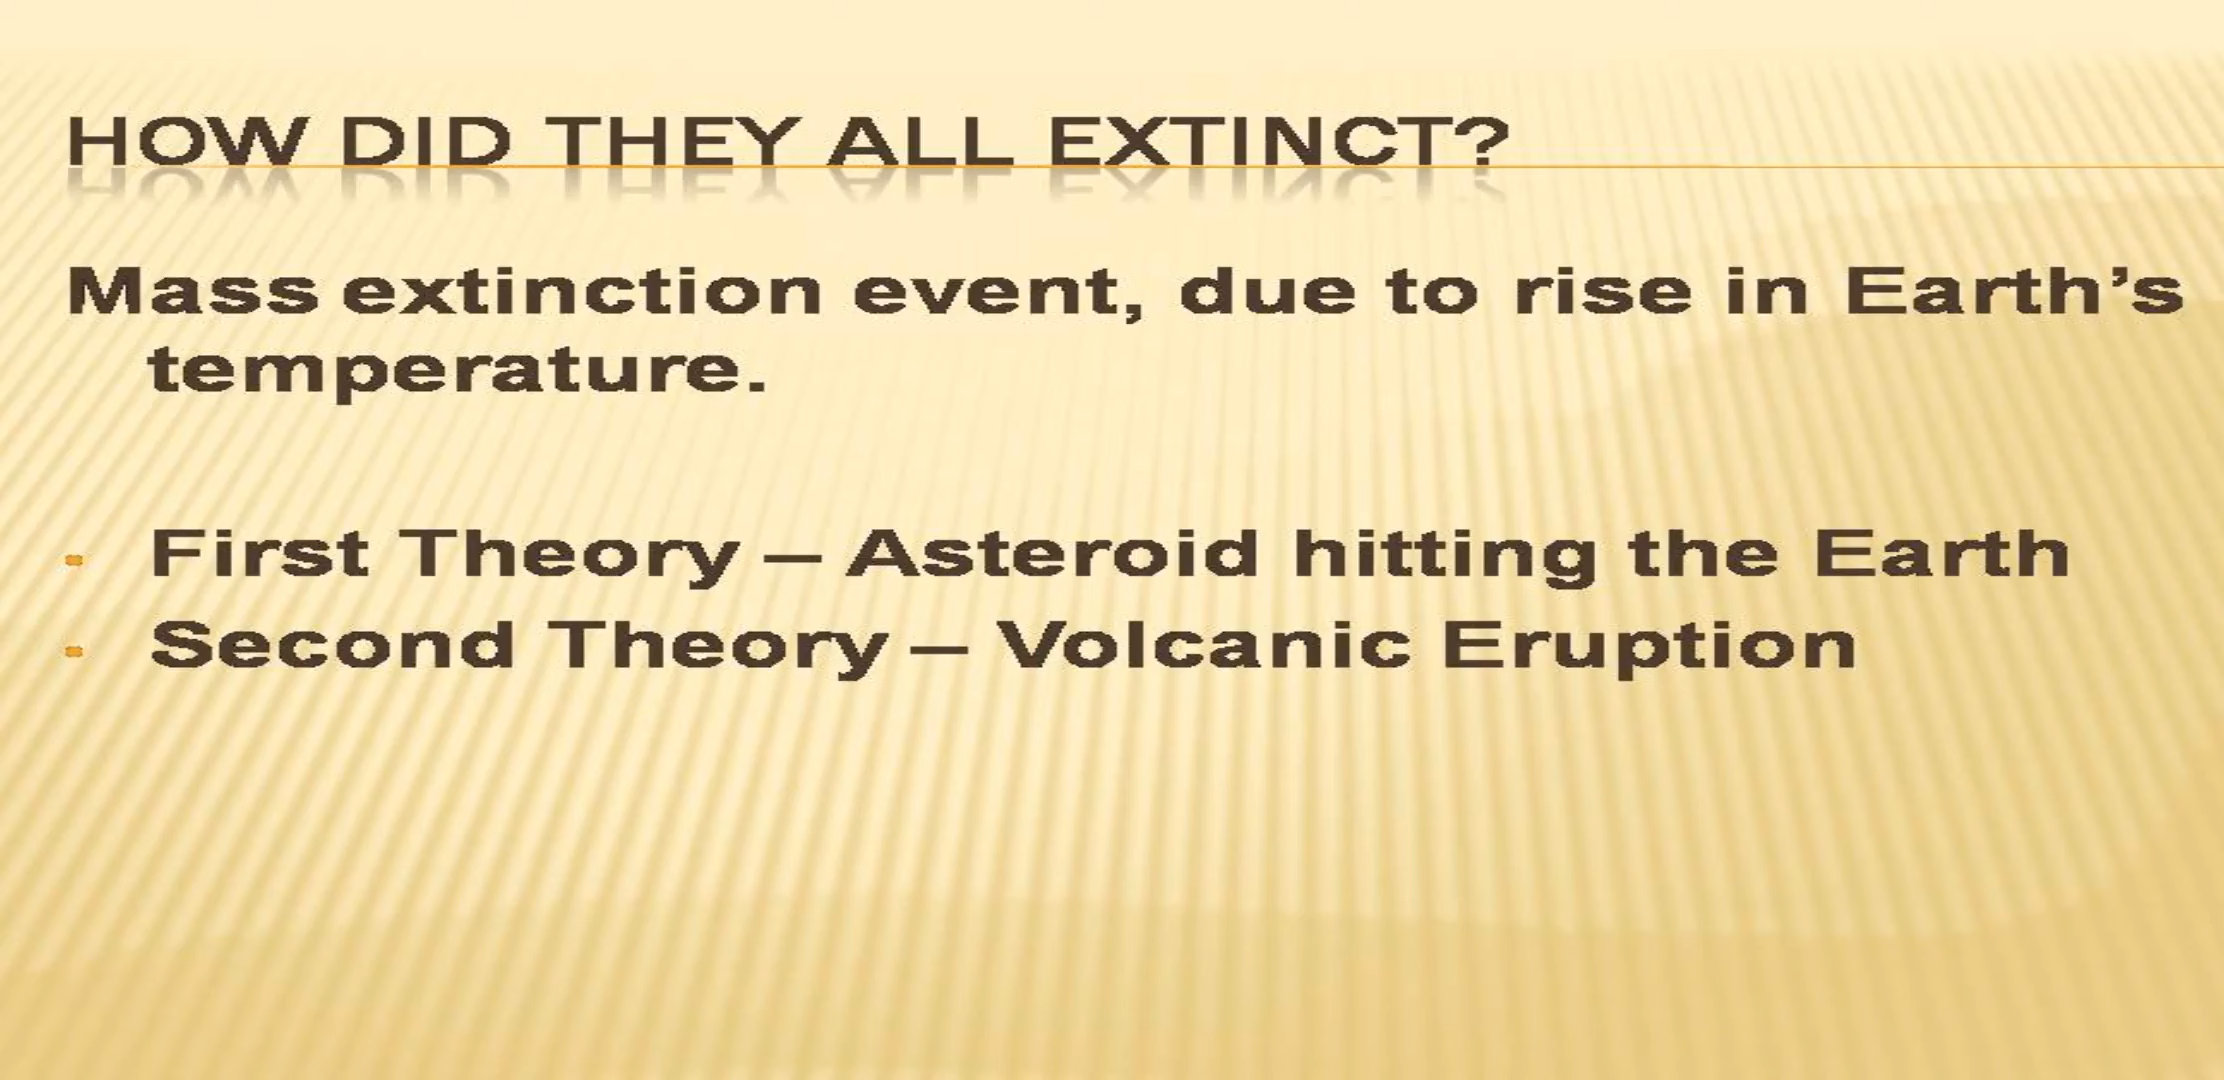 HOW DID THEY ALL EXTINCT?
Mass extinction event, due to rise in Earth’s
temperature.
- First Theory – Asteroid hitting the Earth
- Second Theory – Volcanic Eruption